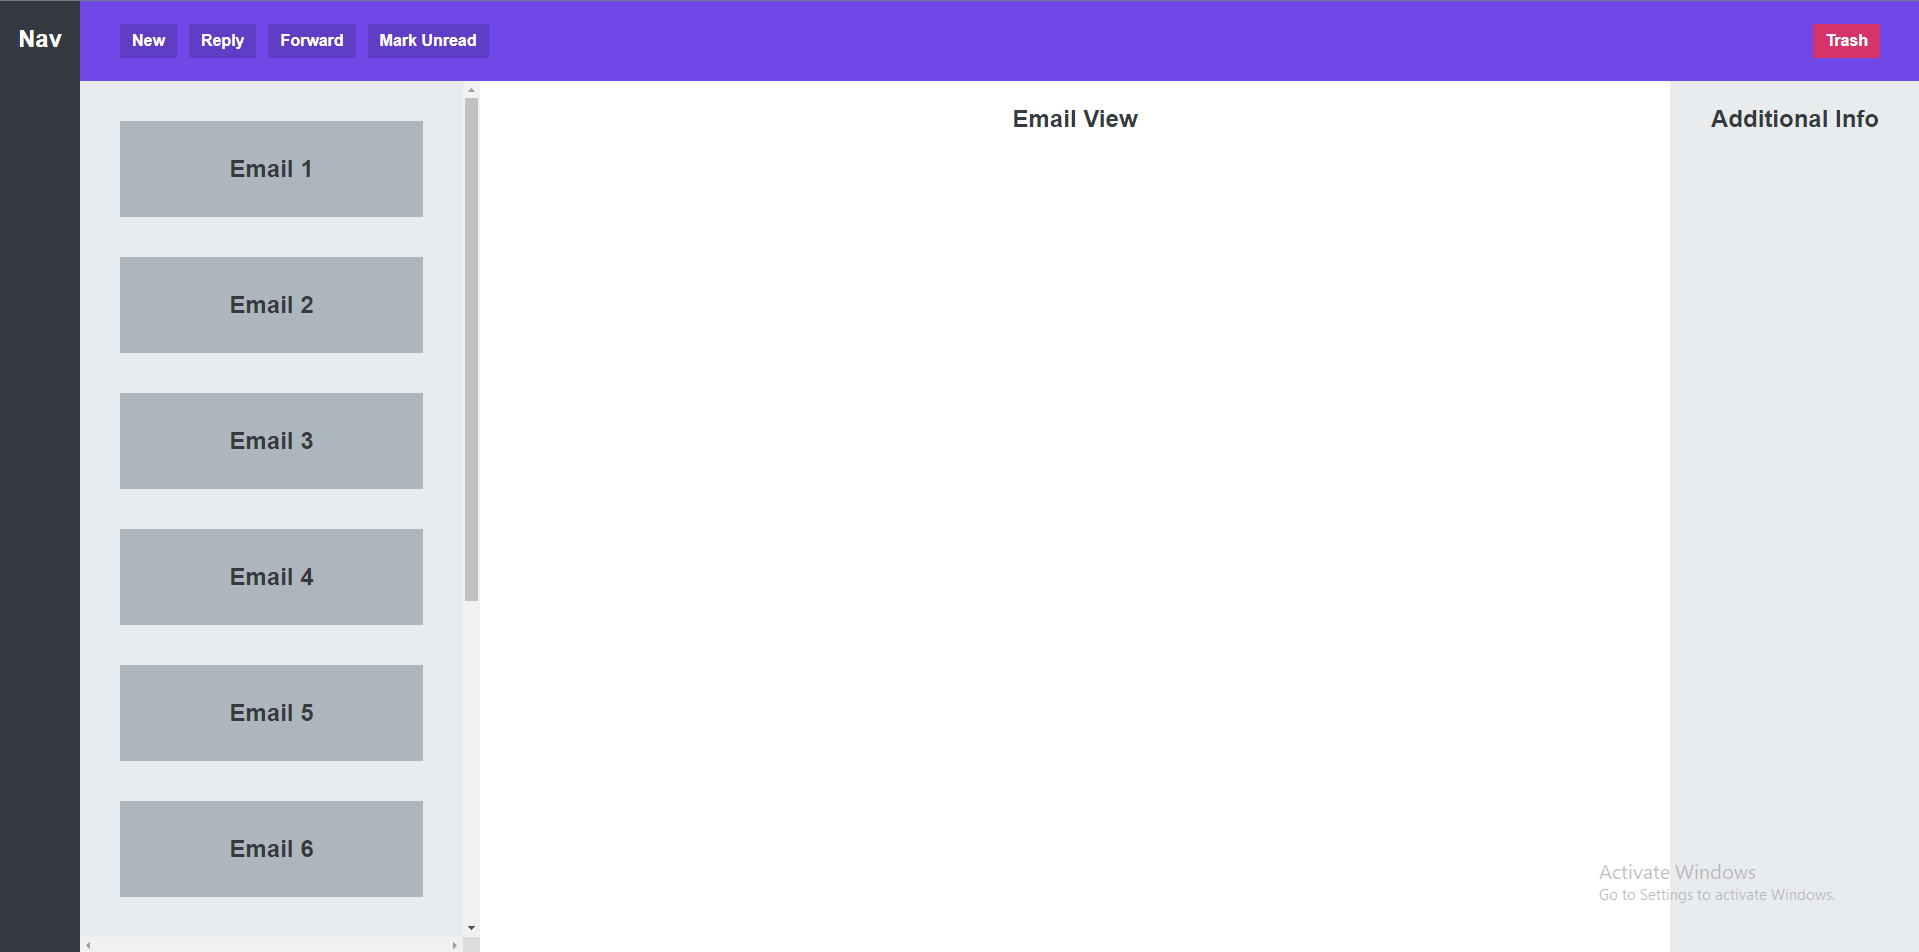 Nav
New
Reply
Forward
Mark Unread
Trash
Email 1
Email 2
Email 3
Email 4
Email 5
Email 6
Email View
Additional Info
Activate Windows
Go to Settings to activate Windows.